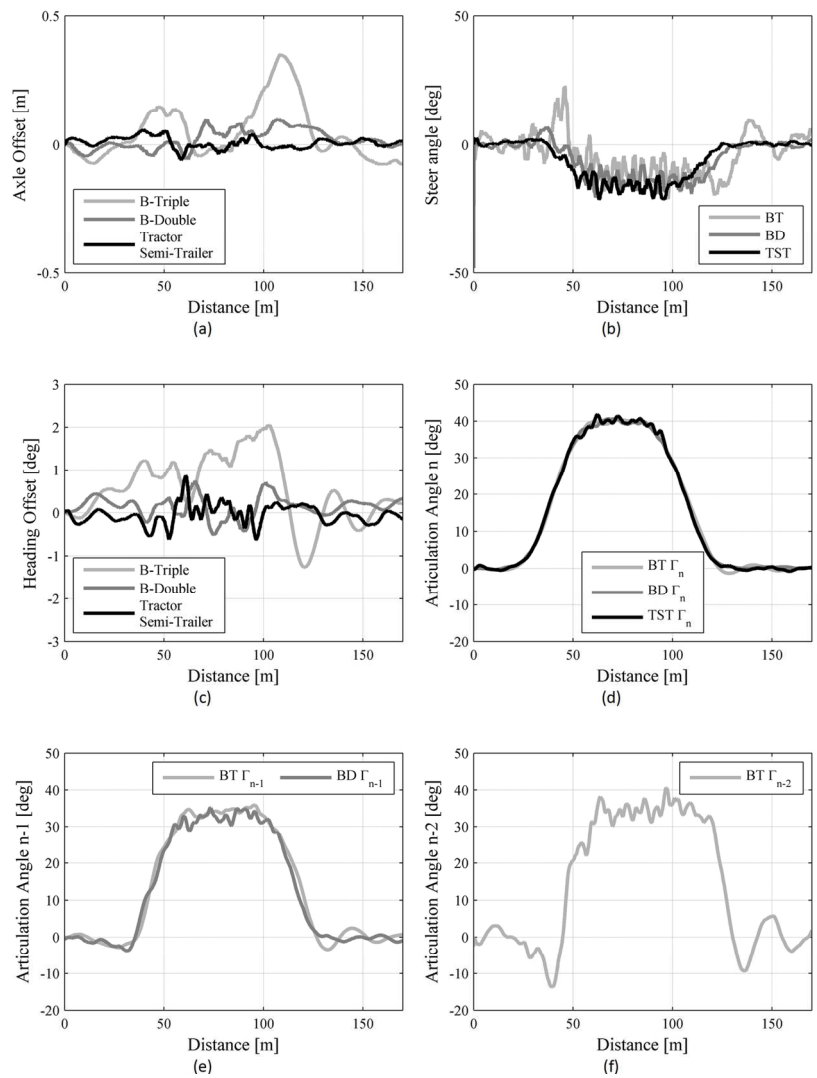 0.5
0
-0.5
Axle Offset [m]
B-Triple
B-Double
Tractor
Semi-Trailer
0 50 100 150
Distance [m]
(a)
50
0
-50
Steer angle [deg]
BT
BD
TST
0 50 100 150
Distance [m]
(b)
3
2
1
0
-1
-2
-3
Heading Offset [deg]
B-Triple
B-Double
Tractor
Semi-Trailer
0 50 100 150
Distance [m]
(c)
50
40
30
20
10
0
-10
-20
Articulation Angle n [deg]
BT Γn
BD Γn
TST Γn
0 50 100 150
Distance [m]
(d)
50
40
30
20
10
0
-10
-20
Articulation Angle n-1 [deg]
BT Γn-1 BD Γn-1
0 50 100 150
Distance [m]
(e)
50
40
30
20
10
0
-10
-20
Articulation Angle n-2 [deg]
BT Γn-2
0 50 100 150
Distance [m]
(f)